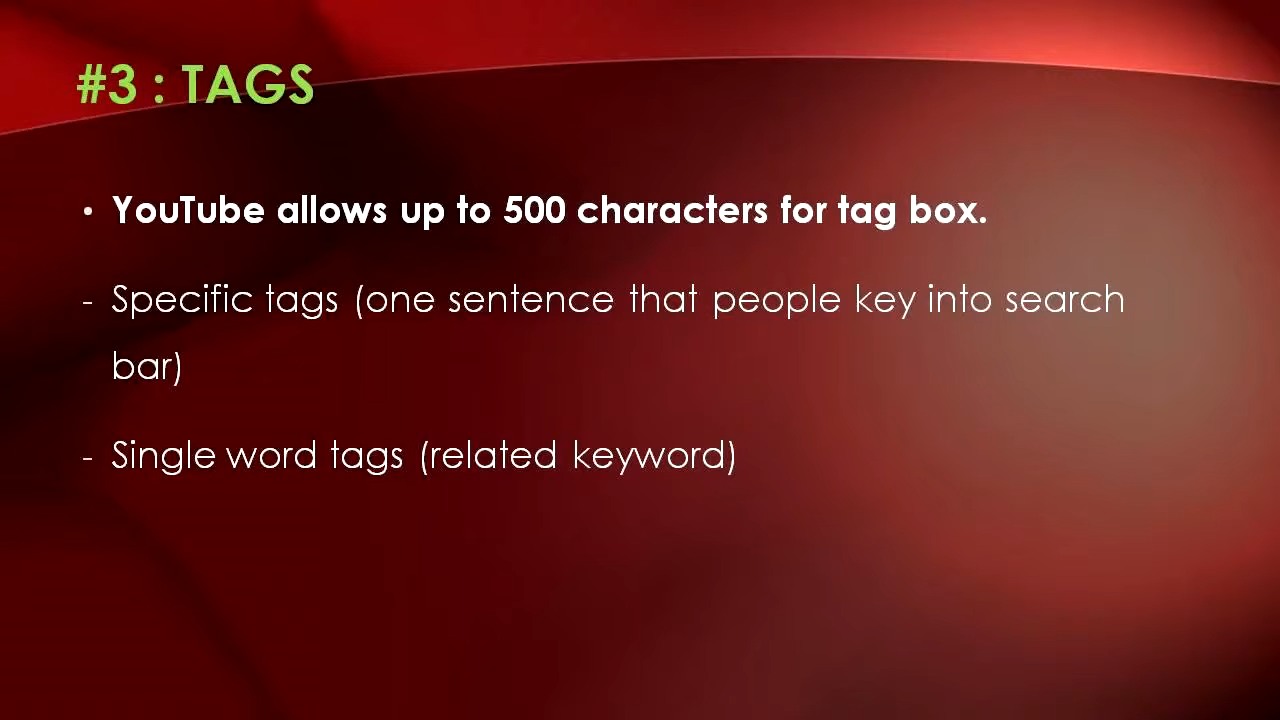 #3 : TAGS
• YouTube allows up to 500 characters for tag box.
- Specific tags (one sentence that people key into search
bar)
- Single word tags (related keyword)